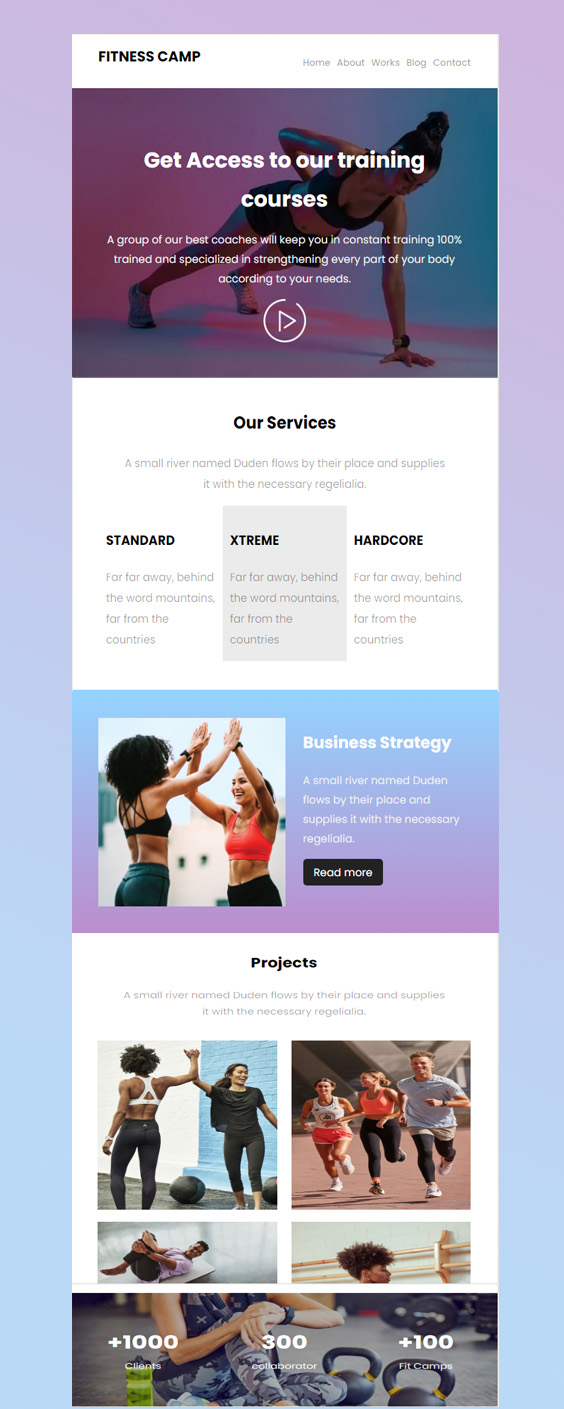 FITNESS CAMP
Home About Works Blog Contact
Get Access to our training
courses
A group of our best coaches will keep you in constant training 100%
trained and specialized in strengthening every part of your body
according to your needs.
Our Services
A small river named Duden flows by their place and supplies
it with the necessary regelialia.
STANDARD
Far far away, behind
the word mountains,
far from the
countries
XTREME
Far far away, behind
the word mountains,
far from the
countries
HARDCORE
Far far away, behind
the word mountains,
far from the
countries
Business Strategy
A small river named Duden
flows by their place and
supplies it with the necessary
regelialia.
Read more
Projects
A small river named Duden flows by their place and supplies
it with the necessary regelialia.
+1000
Clients
300
collaborator
+100
Fit Camps